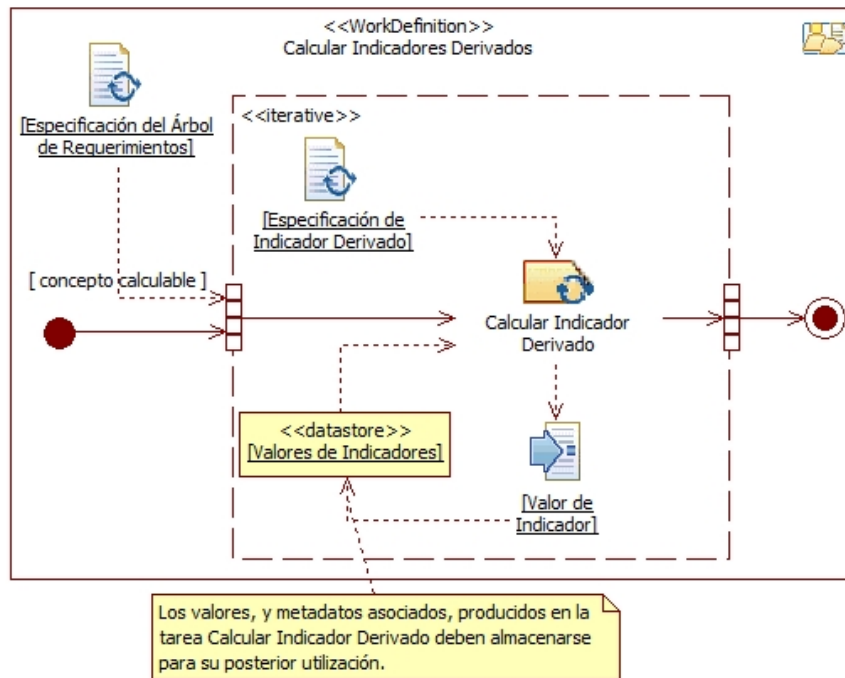 <<WorkDefinition>>
Calcular Indicadores Derivados
[Especificación del Árbol
de Requerimientos]
<<iterative>>
[Especificación de
Indicador Derivado]
[ concepto calculable ]
Calcular Indicador
Derivado
<<datastore>>
[Valores de Indicadores]
[Valor de
Indicador]
Los valores, y metadatos asociados, producidos en la
tarea Calcular Indicador Derivado deben almacenarse
para su posterior utilización.